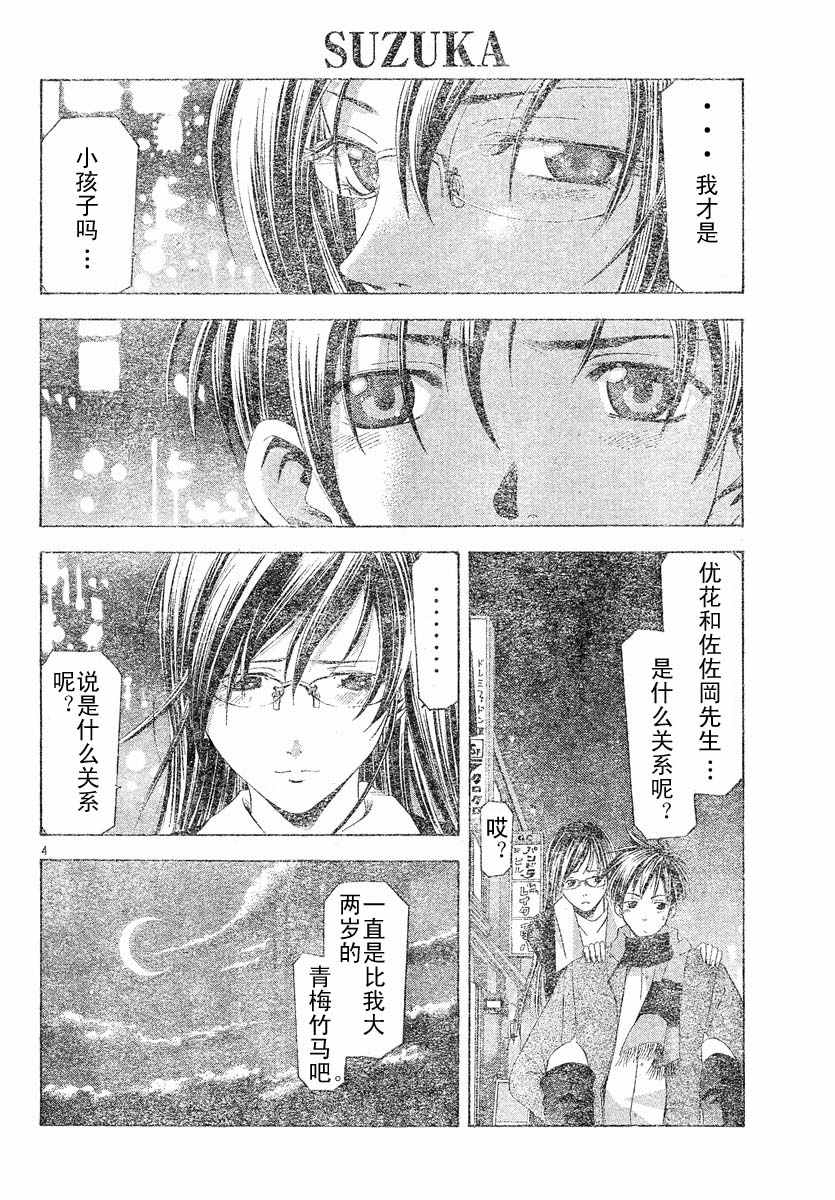 SUZUKA
・・・
我才是
小孩子吗…
优花和佐佐岡先生…
是什么关系呢？
哎？
………
说是什么关系
呢？
4
一直是比我大
两岁的
青梅竹马吧。